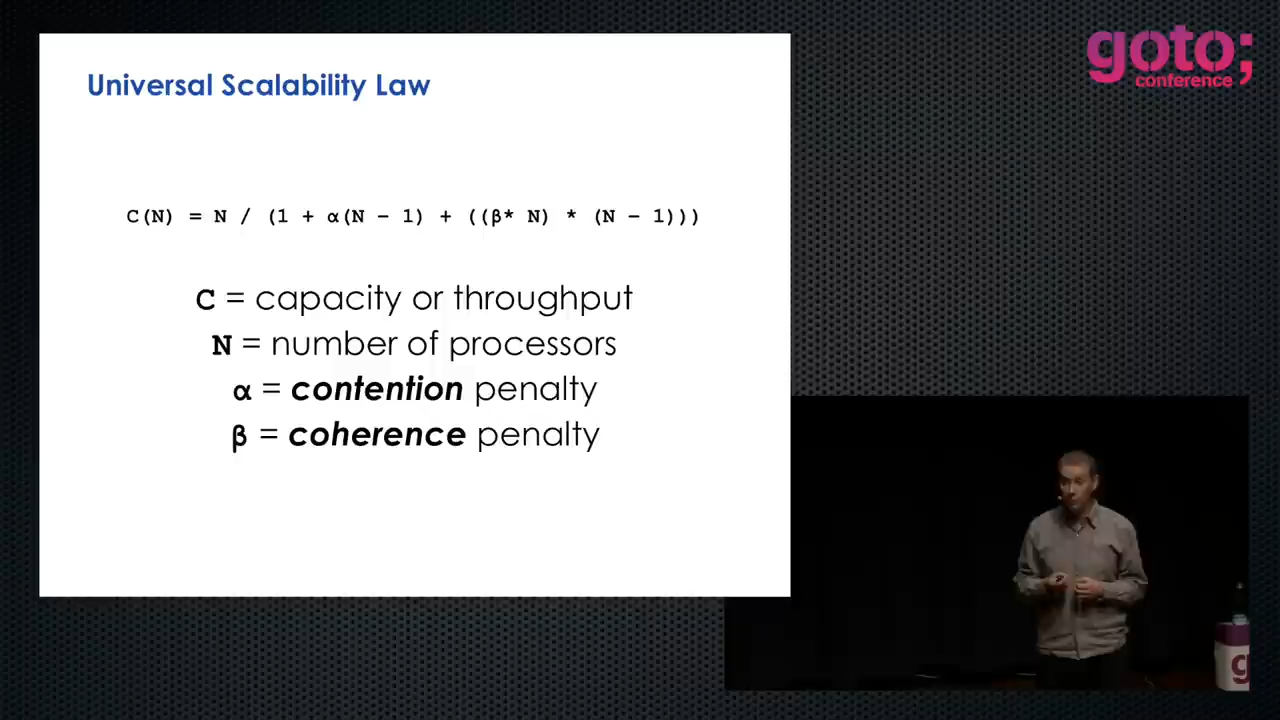 Universal Scalability Law
C(N) = N / (1 + α(N - 1) + ((β* N) * (N - 1)))
C = capacity or throughput
N = number of processors
α = contention penalty
β = coherence penalty
goto;
conference
g